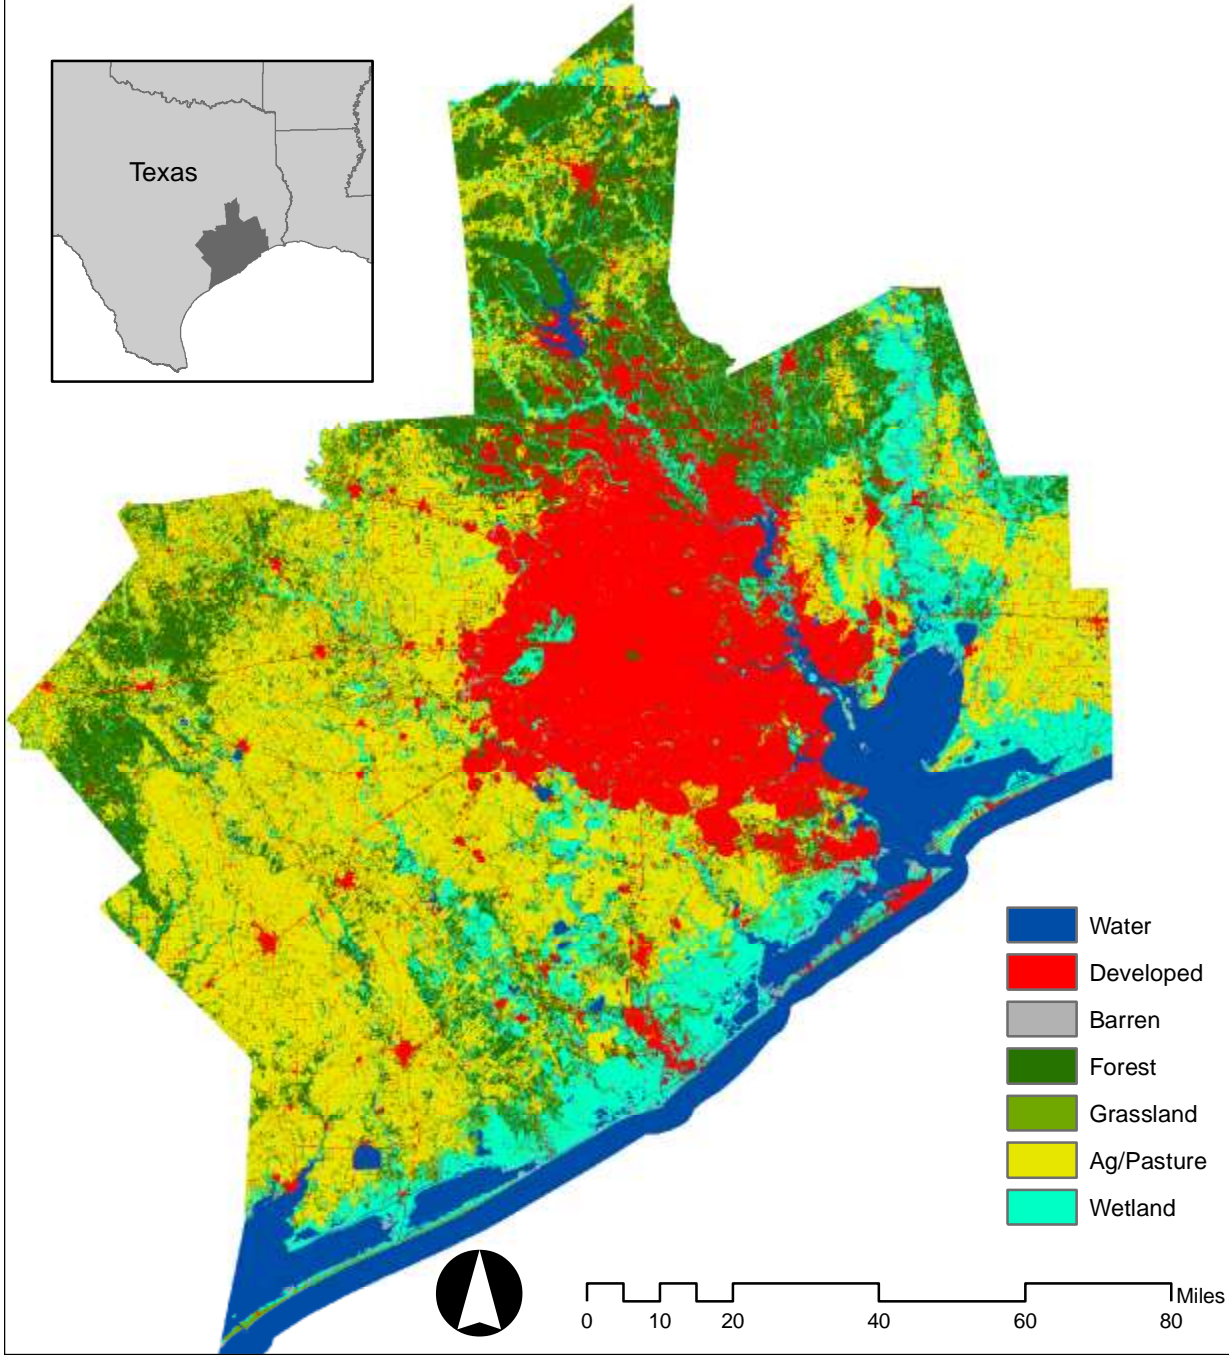 Texas
Water
Developed
Barren
Forest
Grassland
Ag/Pasture
Wetland
Miles
0 10 20 40 60 80